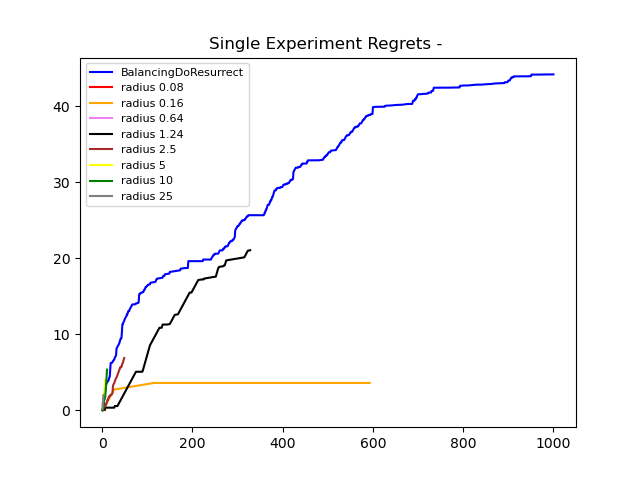 Single Experiment Regrets -
BalancingDoResurrect
radius 0.08
radius 0.16
radius 0.64
radius 1.24
radius 2.5
radius 5
radius 10
radius 25
40
30
20
10
0
0 200 400 600 800 1000